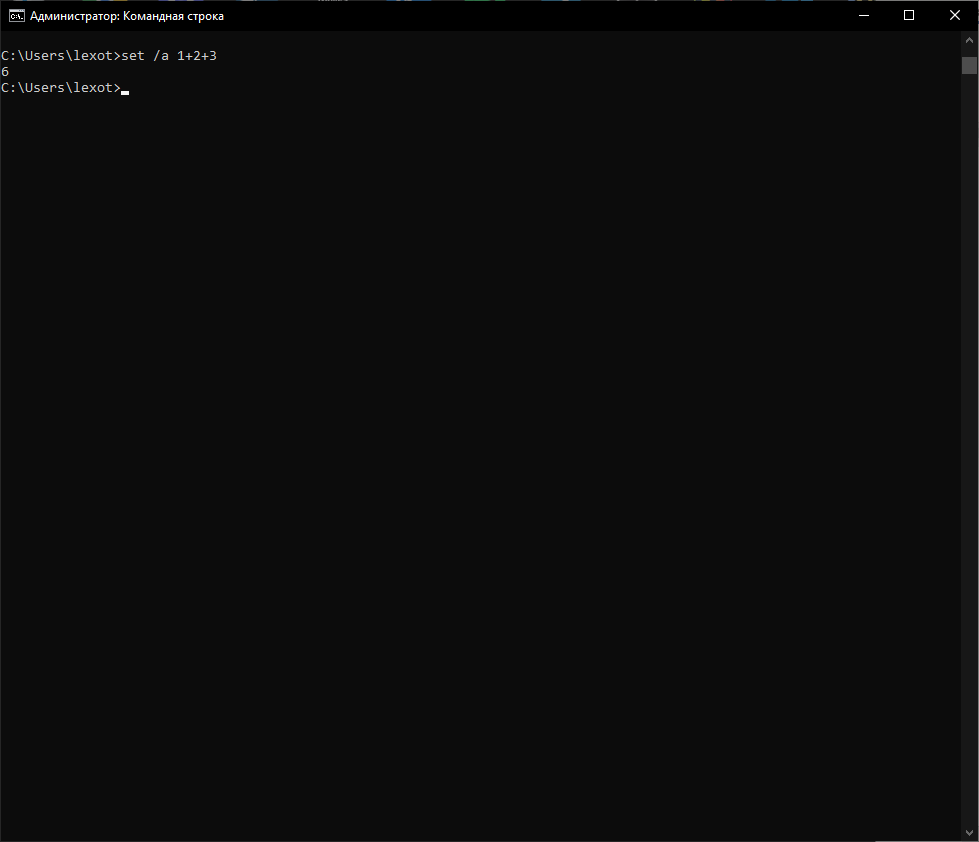 Администратор: Командная строка
C:\Users\lexot>set /a 1+2+3
6
C:\Users\lexot>